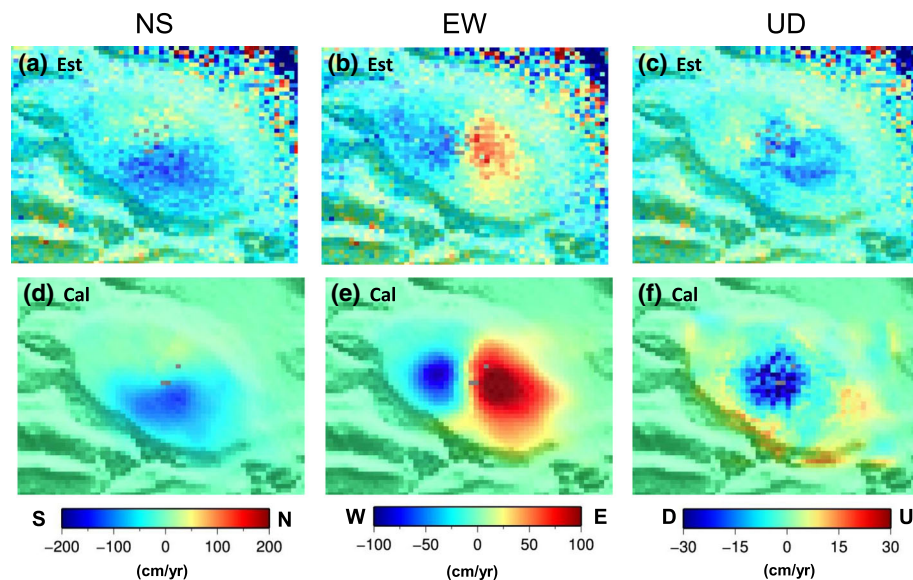 NS EW UD
(a) Est (b) Est (c) Est
(d) Cal (e) Cal (f) Cal
S N W E D U
−200 −100 0 100 200 −100 −50 0 50 100 −30 −15 0 15 30
(cm/yr) (cm/yr) (cm/yr)